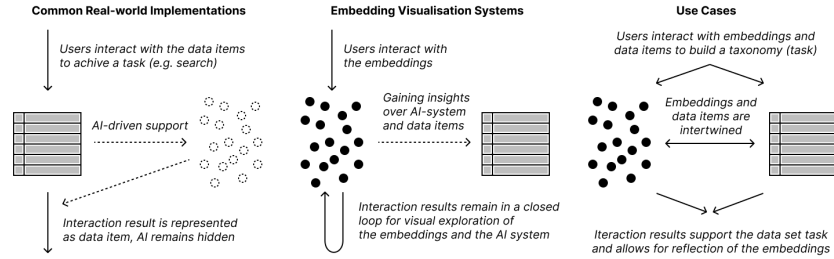 Common Real-world Implementations
Users interact with the data items
to achive a task (e.g. search)
AI-driven support
Interaction result is represented
as data item, AI remains hidden
Embedding Visualisation Systems
Users interact with
the embeddings
Gaining insights
over AI-system
and data items
Interaction results remain in a closed
loop for visual exploration of
the embeddings and the AI system
Use Cases
Users interact with embeddings and
data items to build a taxonomy (task)
Embeddings and
data items are
intertwined
Iteraction results support the data set task
and allows for reflection of the embeddings